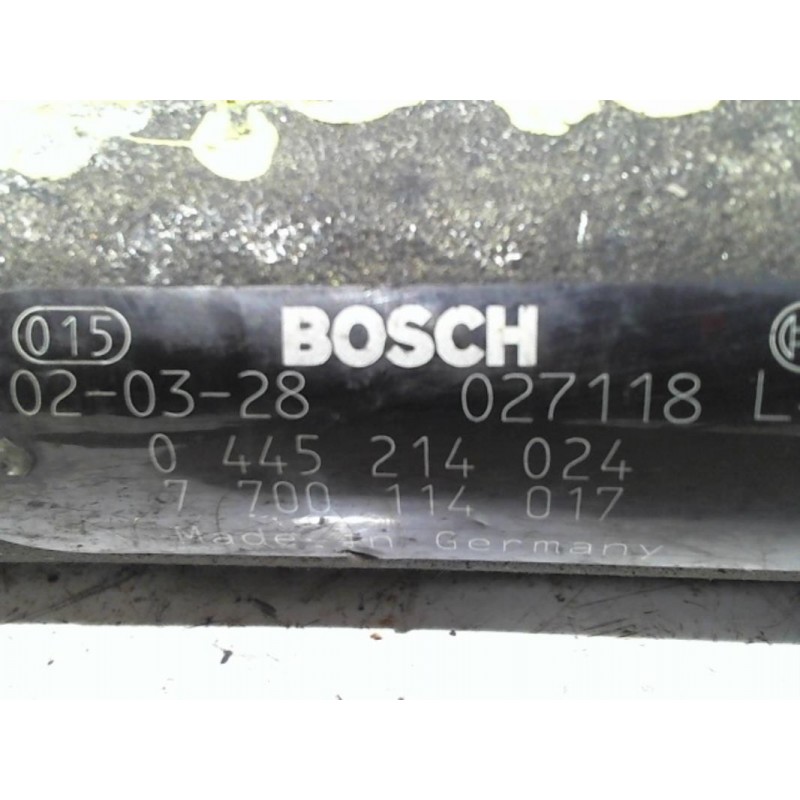 015 BOSCH
02-03-28 027118 L
0 445 214 024
7 700 114 017
Made in Germany